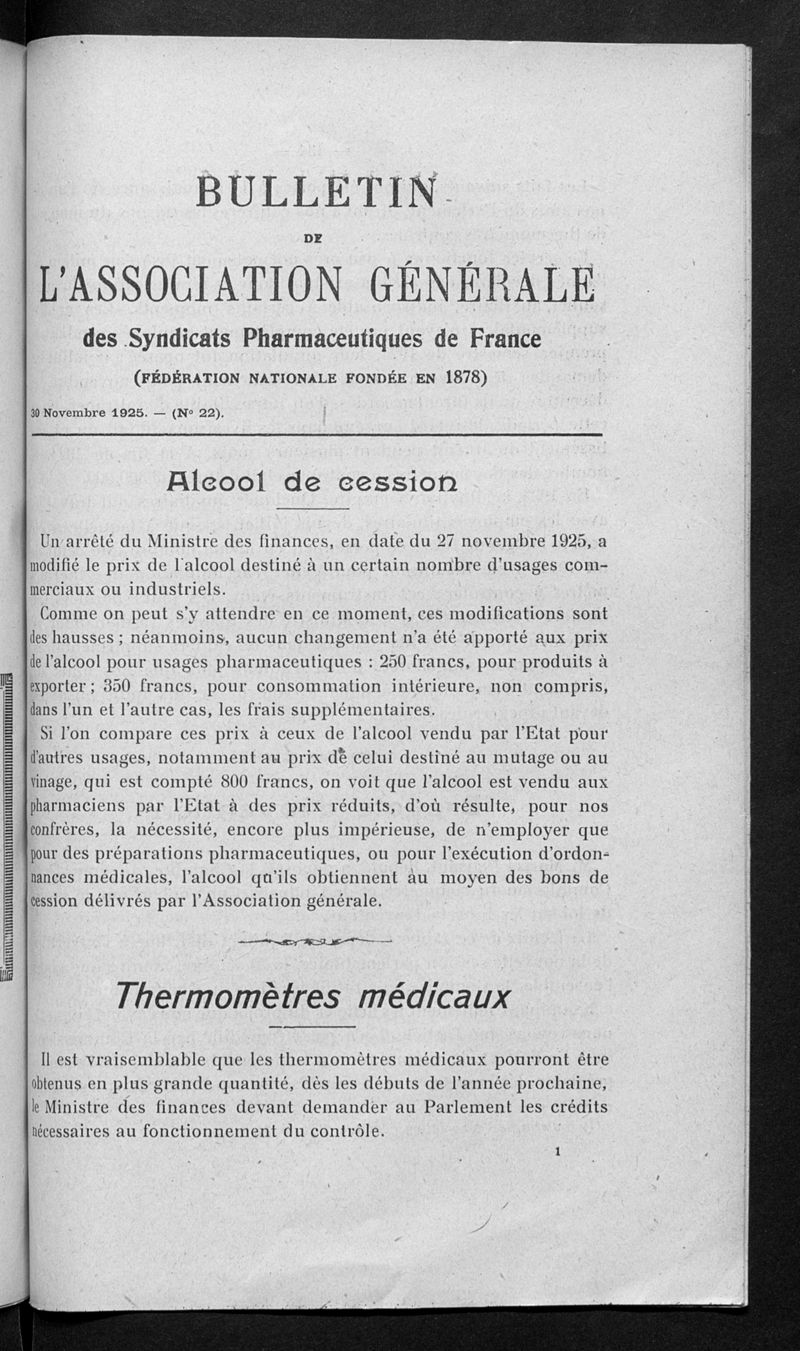 BULLETIN
DE
L'ASSOCIATION GÉNÉRALE
des Syndicats Pharmaceutiques de France
(FÉDÉRATION NATIONALE FONDÉE EN 1878)
30 Novembre 1925. — (N° 22).
Alcool de cession
Un arrêté du Ministre des finances, en date du 27 novembre 1925, a
modifié le prix de l'alcool destiné à un certain nombre d'usages com-
merciaux ou industriels.
Comme on peut s'y attendre en ce moment, ces modifications sont
des hausses ; néanmoins, aucun changement n'a été apporté aux prix
de l'alcool pour usages pharmaceutiques : 250 francs, pour produits à
exporter ; 350 francs, pour consommation intérieure, non compris,
dans l'un et l'autre cas, les frais supplémentaires.
Si l'on compare ces prix à ceux de l'alcool vendu par l'Etat pour
d'autres usages, notamment au prix de celui destiné au mutage ou au
vinage, qui est compté 800 francs, on voit que l'alcool est vendu aux
pharmaciens par l'Etat à des prix réduits, d'où résulte, pour nos
confrères, la nécessité, encore plus impérieuse, de n'employer que
pour des préparations pharmaceutiques, ou pour l'exécution d'ordon-
nances médicales, l'alcool qu'ils obtiennent au moyen des bons de
cession délivrés par l'Association générale.
Thermomètres médicaux
Il est vraisemblable que les thermomètres médicaux pourront être
obtenus en plus grande quantité, dès les débuts de l'année prochaine,
le Ministre des finances devant demander au Parlement les crédits
nécessaires au fonctionnement du contrôle.
1